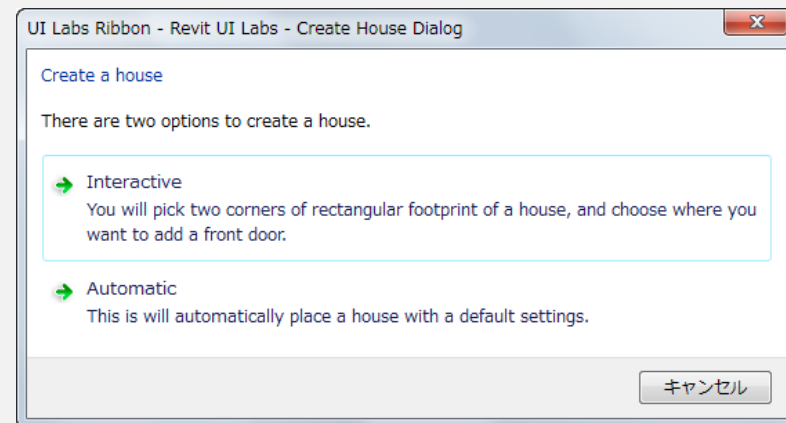 UI Labs Ribbon - Revit UI Labs - Create House Dialog
Create a house
There are two options to create a house.
Interactive
You will pick two corners of rectangular footprint of a house, and choose where you
want to add a front door.
Automatic
This is will automatically place a house with a default settings.
キャンセル